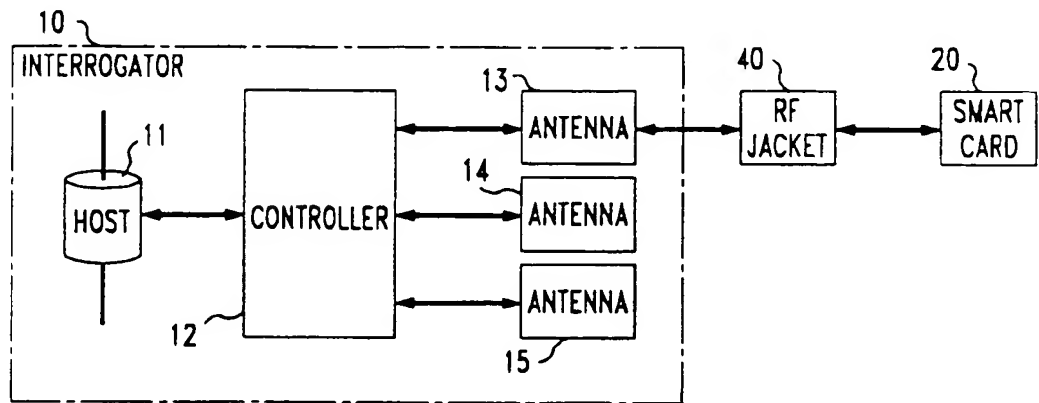 10
INTERROGATOR
11
HOST
CONTROLLER
12
13
ANTENNA
14
ANTENNA
ANTENNA
15
40
RF
JACKET
20
SMART
CARD